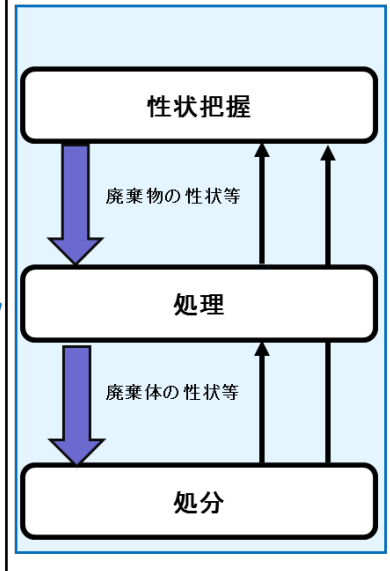 性状把握
廃棄物の性状等
処理
廃棄体の性状等
処分